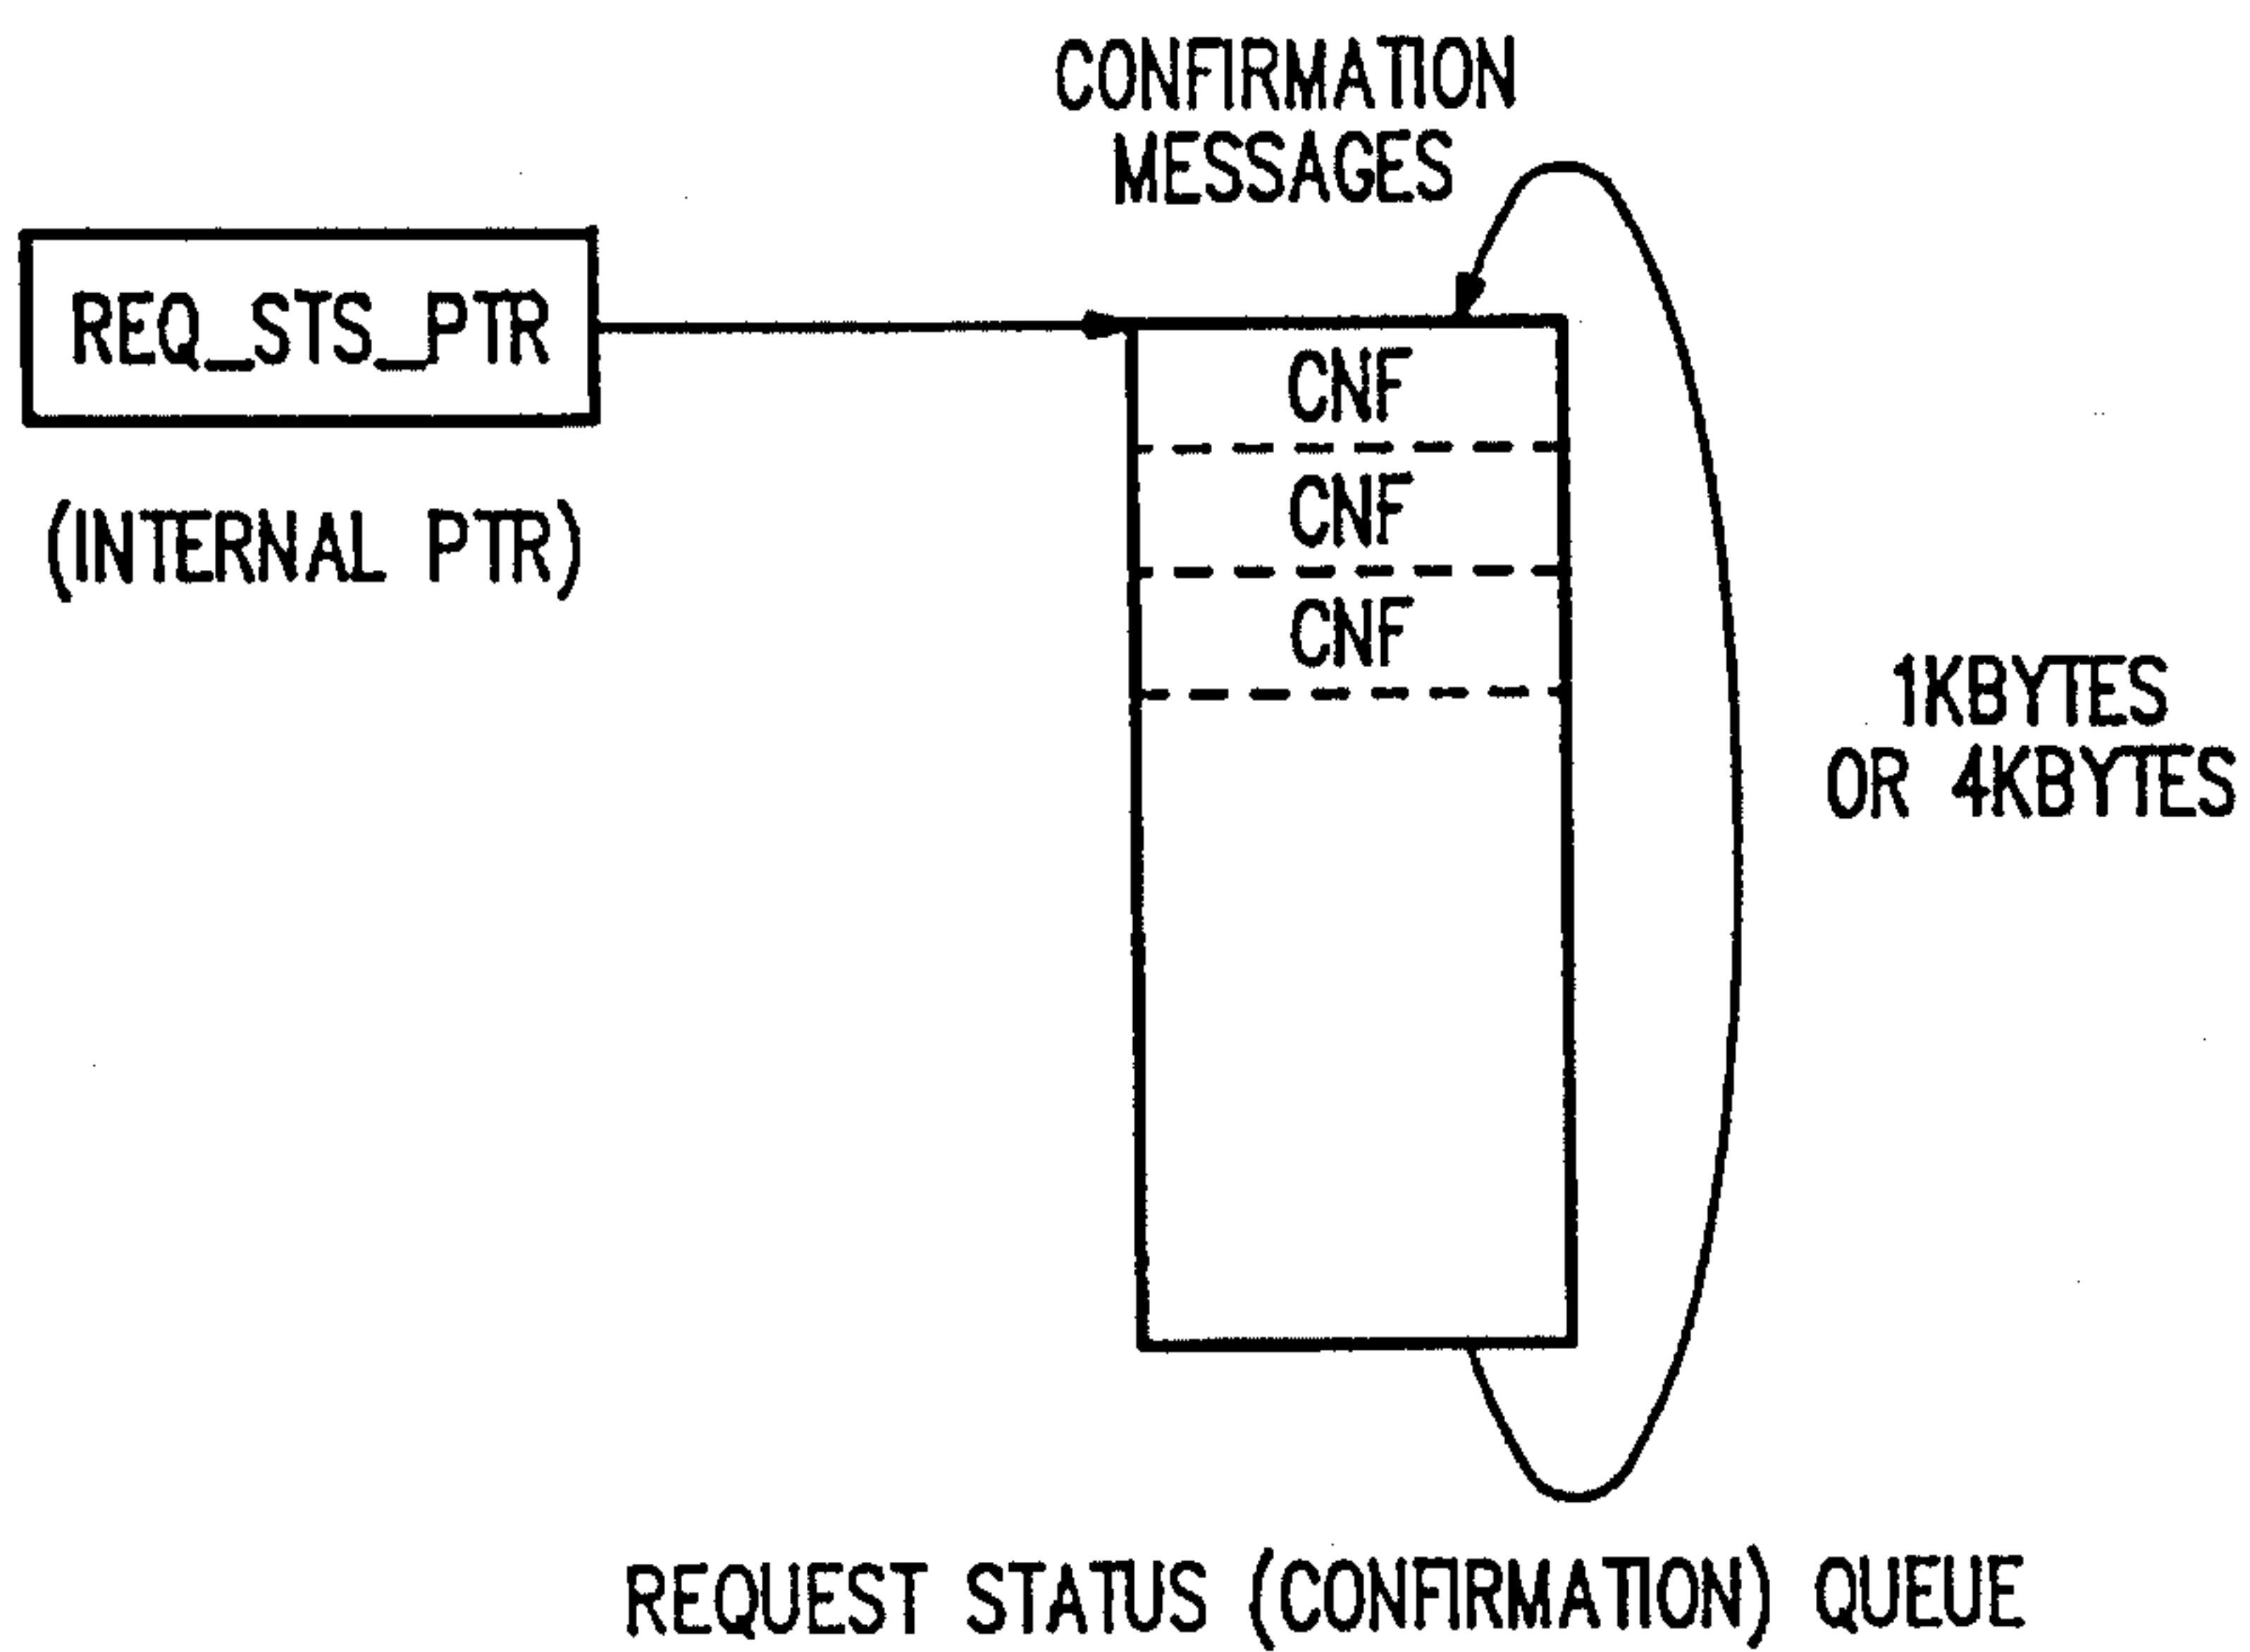 CONFIRMATION
MESSAGES
REQ_STS_PTR
(INTERNAL PTR)
CNF
CNF
CNF
1KBYTES
OR 4KBYTES
REQUEST STATUS (CONFIRMATION) QUEUE